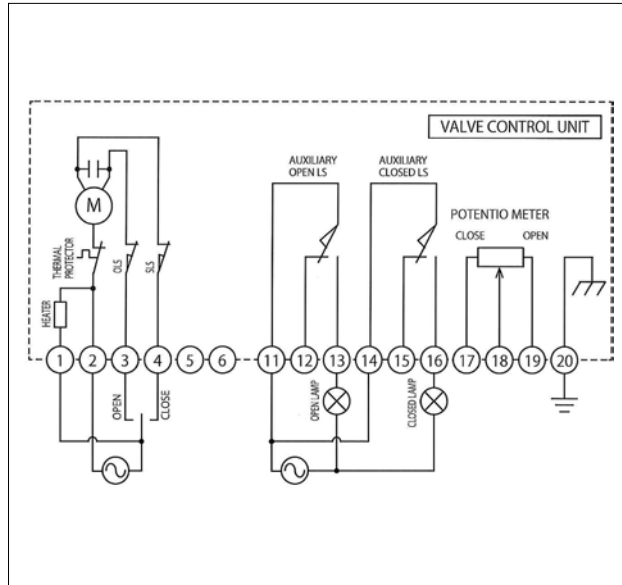 VALVE CONTROL UNIT
AUXILIARY
OPEN LS
AUXILIARY
CLOSED LS
POTENTIO METER
CLOSE OPEN
M
THERMAL
PROTECTOR
OLS
SLS
HEATER
1 2 3 4 5 6 11 12 13 14 15 16 17 18 19 20
OPEN
CLOSE
OPEN LAMP
CLOSED LAMP